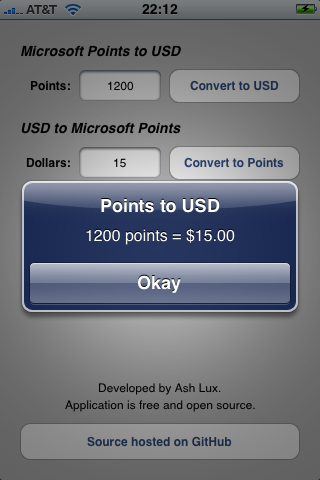 AT&T 22:12
Microsoft Points to USD
Points: 1200 Convert to USD
USD to Microsoft Points
Dollars: 15 Convert to Points
Points to USD
1200 points = $15.00
Okay
Developed by Ash Lux.
Application is free and open source.
Source hosted on GitHub